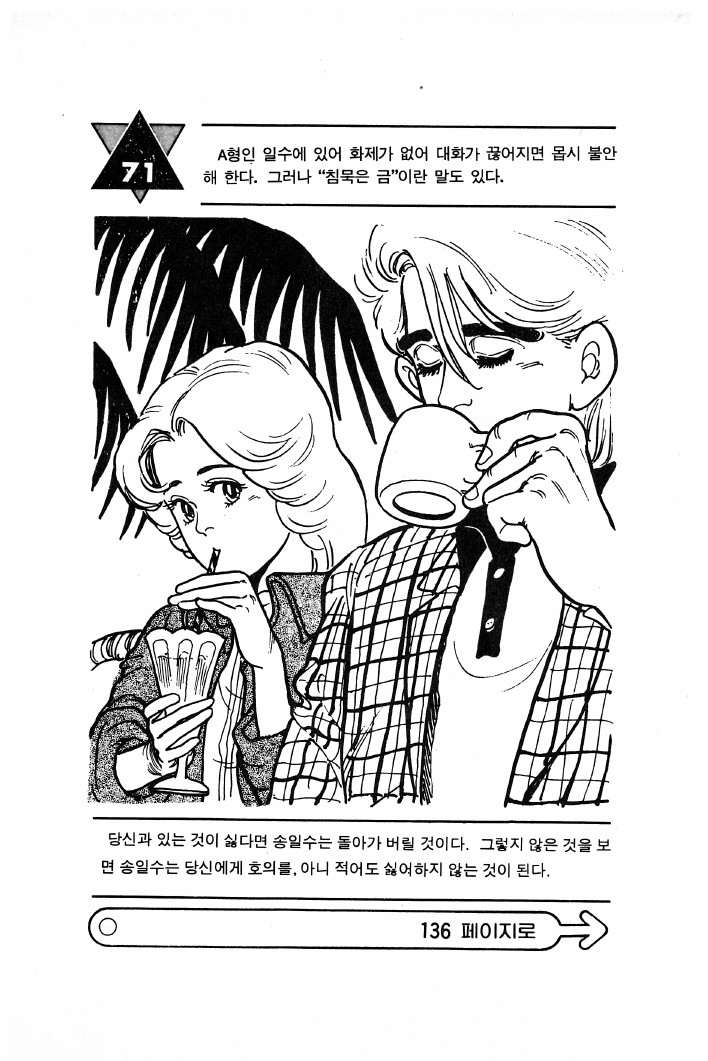 71
A형인 일수에 있어 화제가 없어 대화가 끊어지면 몹시 불안
해 한다. 그러나 “침묵은 금”이란 말도 있다.
당신과 있는 것이 싫다면 송일수는 돌아가 버릴 것이다. 그렇지 않은 것을 보
면 송일수는 당신에게 호의를, 아니 적어도 싫여하지 않는 것이 된다.
136 페이지로